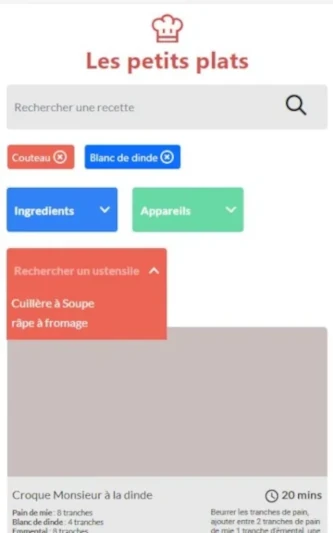 Les petits plats
Rechercher une recette
Couteau Blanc de dinde
Ingredients Appareils
Rechercher un ustensile
Cuillère à Soupe
râpe à fromage
Croque Monsieur à la dinde 20 mins
Pain de mie : 8 tranches
Blanc de dinde : 4 tranches
Emmental : 8 tranches
Beurrer les tranches de pain,
ajouter entre 2 tranches de pain
de mie 1 tranche d'émental, une